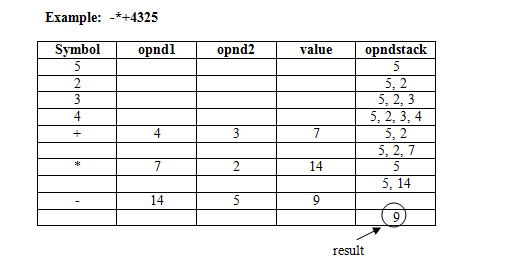 Example: -*+4325
Symbol opnd1 opnd2 value opndstack
5 5
2 5, 2
3 5, 2, 3
4 5, 2, 3, 4
+ 4 3 7 5, 2
5, 2, 7
* 7 2 14 5
5, 14
- 14 5 9
9
result